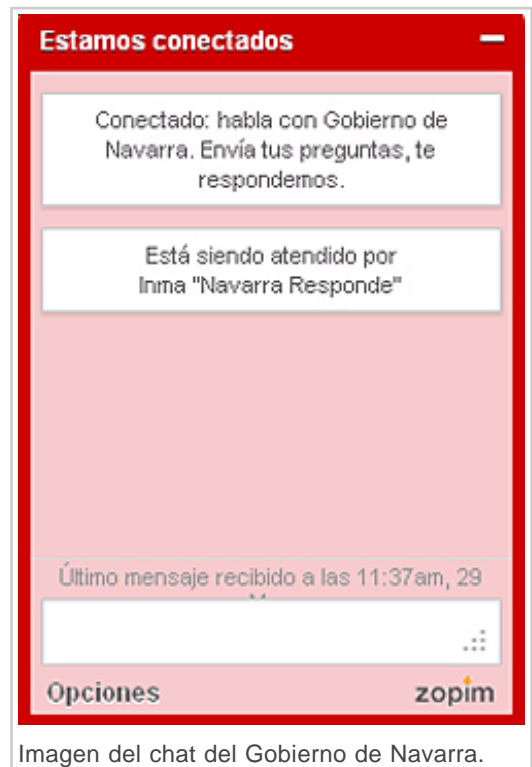 Estamos conectados
Conectado: habla con Gobierno de
Navarra. Envía tus preguntas, te
respondemos.
Está siendo atendido por
Inma "Navarra Responde"
Último mensaje recibido a las 11:37am, 29
Opciones
zopim
Imagen del chat del Gobierno de Navarra.